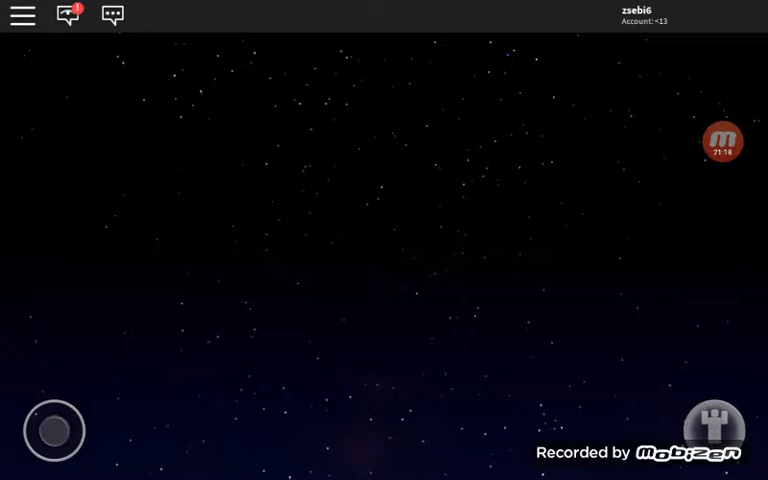 zsebi6
Account: <13
!
m
21:18
Recorded by Mobizen